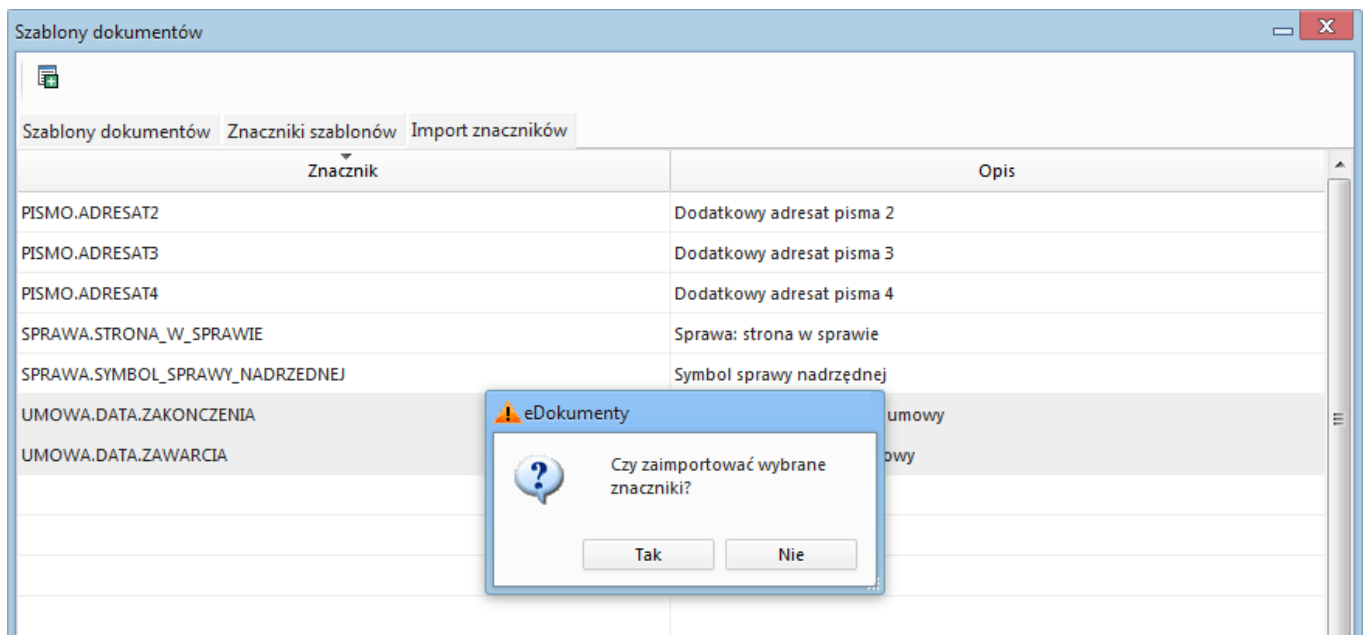 Szablony dokumentów
Szablony dokumentów Znaczniki szablonów Import znaczników
Znacznik Opis
PISMO.ADRESAT2 Dodatkowy adresat pisma 2
PISMO.ADRESAT3 Dodatkowy adresat pisma 3
PISMO.ADRESAT4 Dodatkowy adresat pisma 4
SPRAWA.STRONA_W_SPRAWIE Sprawa: strona w sprawie
SPRAWA.SYMBOL_SPRAWY_NADRZEDNEJ Symbol sprawy nadrzędnej
UMOWA.DATA.ZAKONCZENIA umowy
UMOWA.DATA.ZAWARCIA
eDokumenty
Czy zaimportować wybrane
znaczniki?
Tak Nie